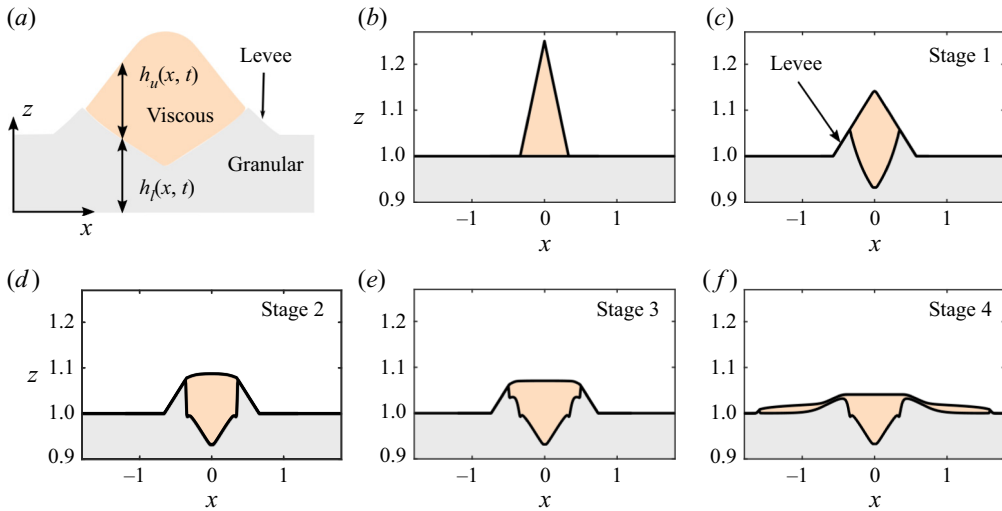 (a)
Levee
h_u(x, t)
Viscous
z
Granular
h_l(x, t)
x
(b)
1.2
z
1.1
1.0
0.9
–1 0 1
x
(c)
Stage 1
Levee
1.2
1.1
1.0
0.9
–1 0 1
x
(d)
Stage 2
1.2
z
1.1
1.0
0.9
–1 0 1
x
(e)
Stage 3
1.2
1.1
1.0
0.9
–1 0 1
x
(f)
Stage 4
1.2
1.1
1.0
0.9
–1 0 1
x